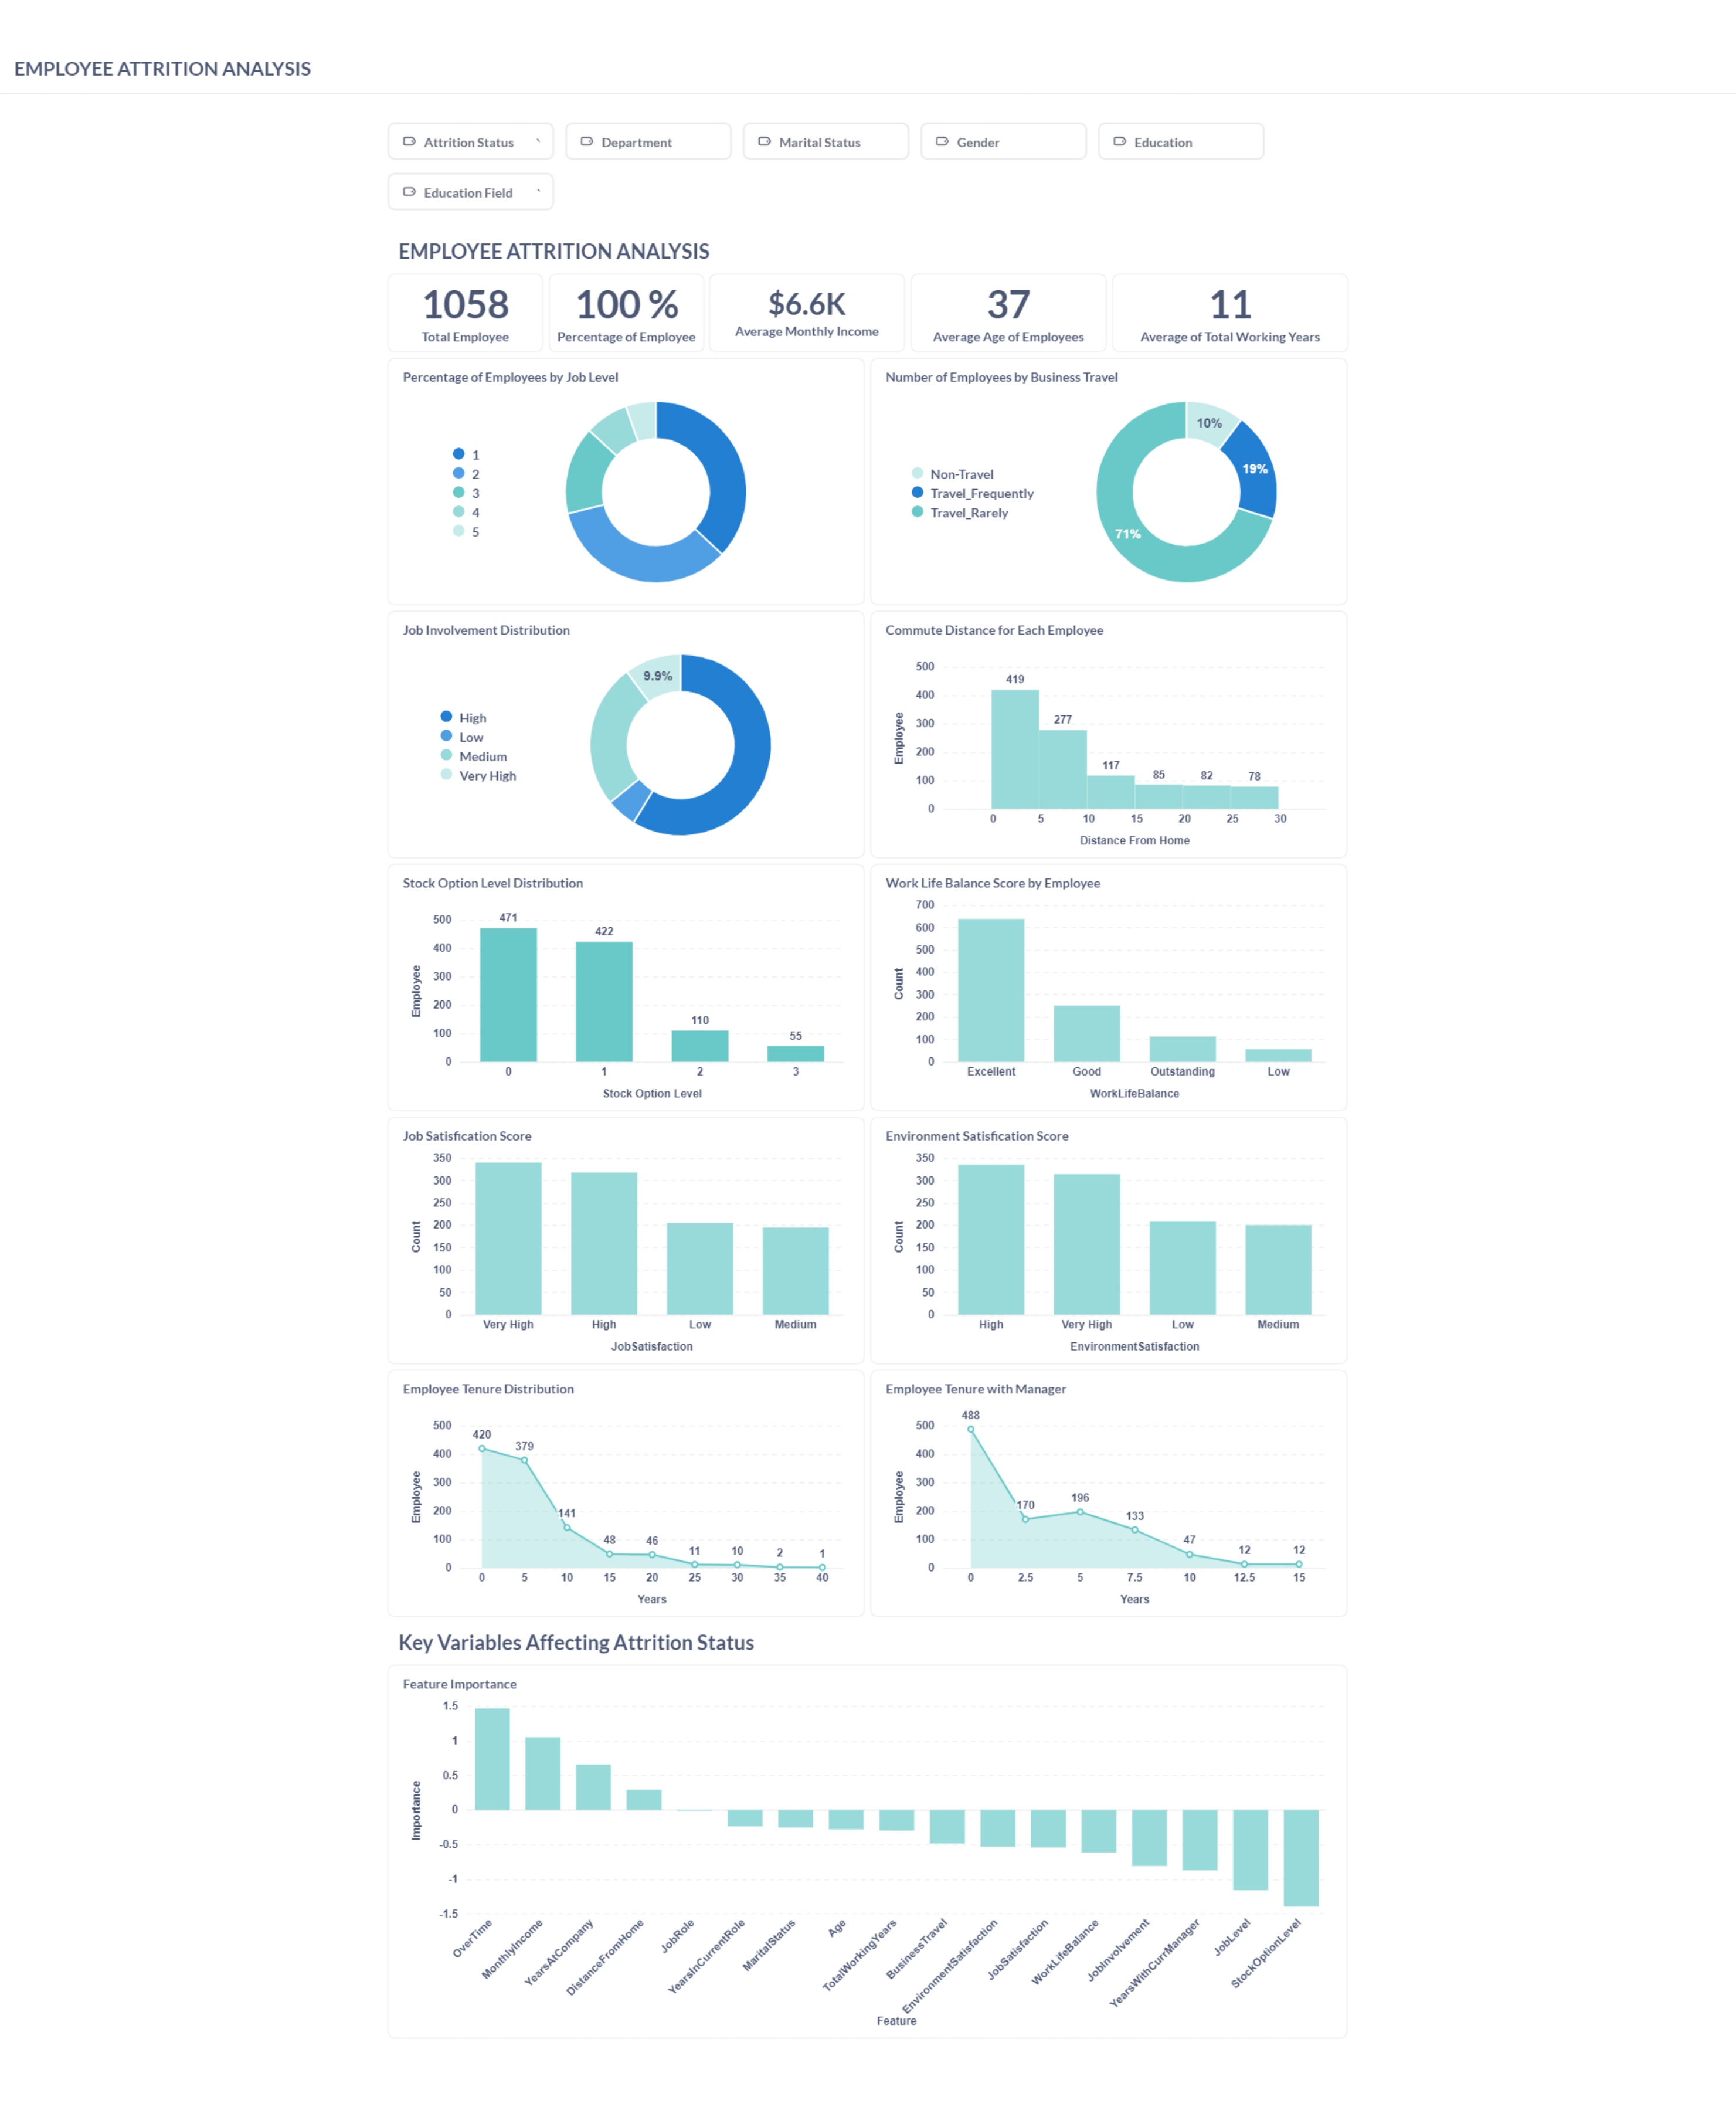 EMPLOYEE ATTRITION ANALYSIS
Attrition Status
Department
Marital Status
Gender
Education
Education Field
EMPLOYEE ATTRITION ANALYSIS
1058
Total Employee
100 %
Percentage of Employee
$6.6K
Average Monthly Income
37
Average Age of Employees
11
Average of Total Working Years
Percentage of Employees by Job Level
1
2
3
4
5
Number of Employees by Business Travel
Non-Travel
Travel_Frequently
Travel_Rarely
10%
19%
71%
Job Involvement Distribution
High
Low
Medium
Very High
9.9%
Commute Distance for Each Employee
Employee
500
400
300
200
100
0
419
277
117
85
82
78
0 5 10 15 20 25 30
Distance From Home
Stock Option Level Distribution
Employee
500
400
300
200
100
0
471
422
110
55
0 1 2 3
Stock Option Level
Work Life Balance Score by Employee
Count
700
600
500
400
300
200
100
0
Excellent Good Outstanding Low
WorkLifeBalance
Job Satisfication Score
Count
350
300
250
200
150
100
50
0
Very High High Low Medium
JobSatisfaction
Environment Satisfication Score
Count
350
300
250
200
150
100
50
0
High Very High Low Medium
EnvironmentSatisfaction
Employee Tenure Distribution
Employee
500
400
300
200
100
0
420
379
141
48
46
11
10
2
1
0 5 10 15 20 25 30 35 40
Years
Employee Tenure with Manager
Employee
500
400
300
200
100
0
488
170
196
133
47
12
12
0 2.5 5 7.5 10 12.5 15
Years
Key Variables Affecting Attrition Status
Feature Importance
Importance
1.5
1
0.5
0
-0.5
-1
-1.5
OverTime
MonthlyIncome
YearsAtCompany
DistanceFromHome
JobRole
YearsInCurrentRole
MaritalStatus
Age
TotalWorkingYears
BusinessTravel
EnvironmentSatisfaction
JobSatisfaction
WorkLifeBalance
JobInvolvement
YearsWithCurrManager
JobLevel
StockOptionLevel
Feature